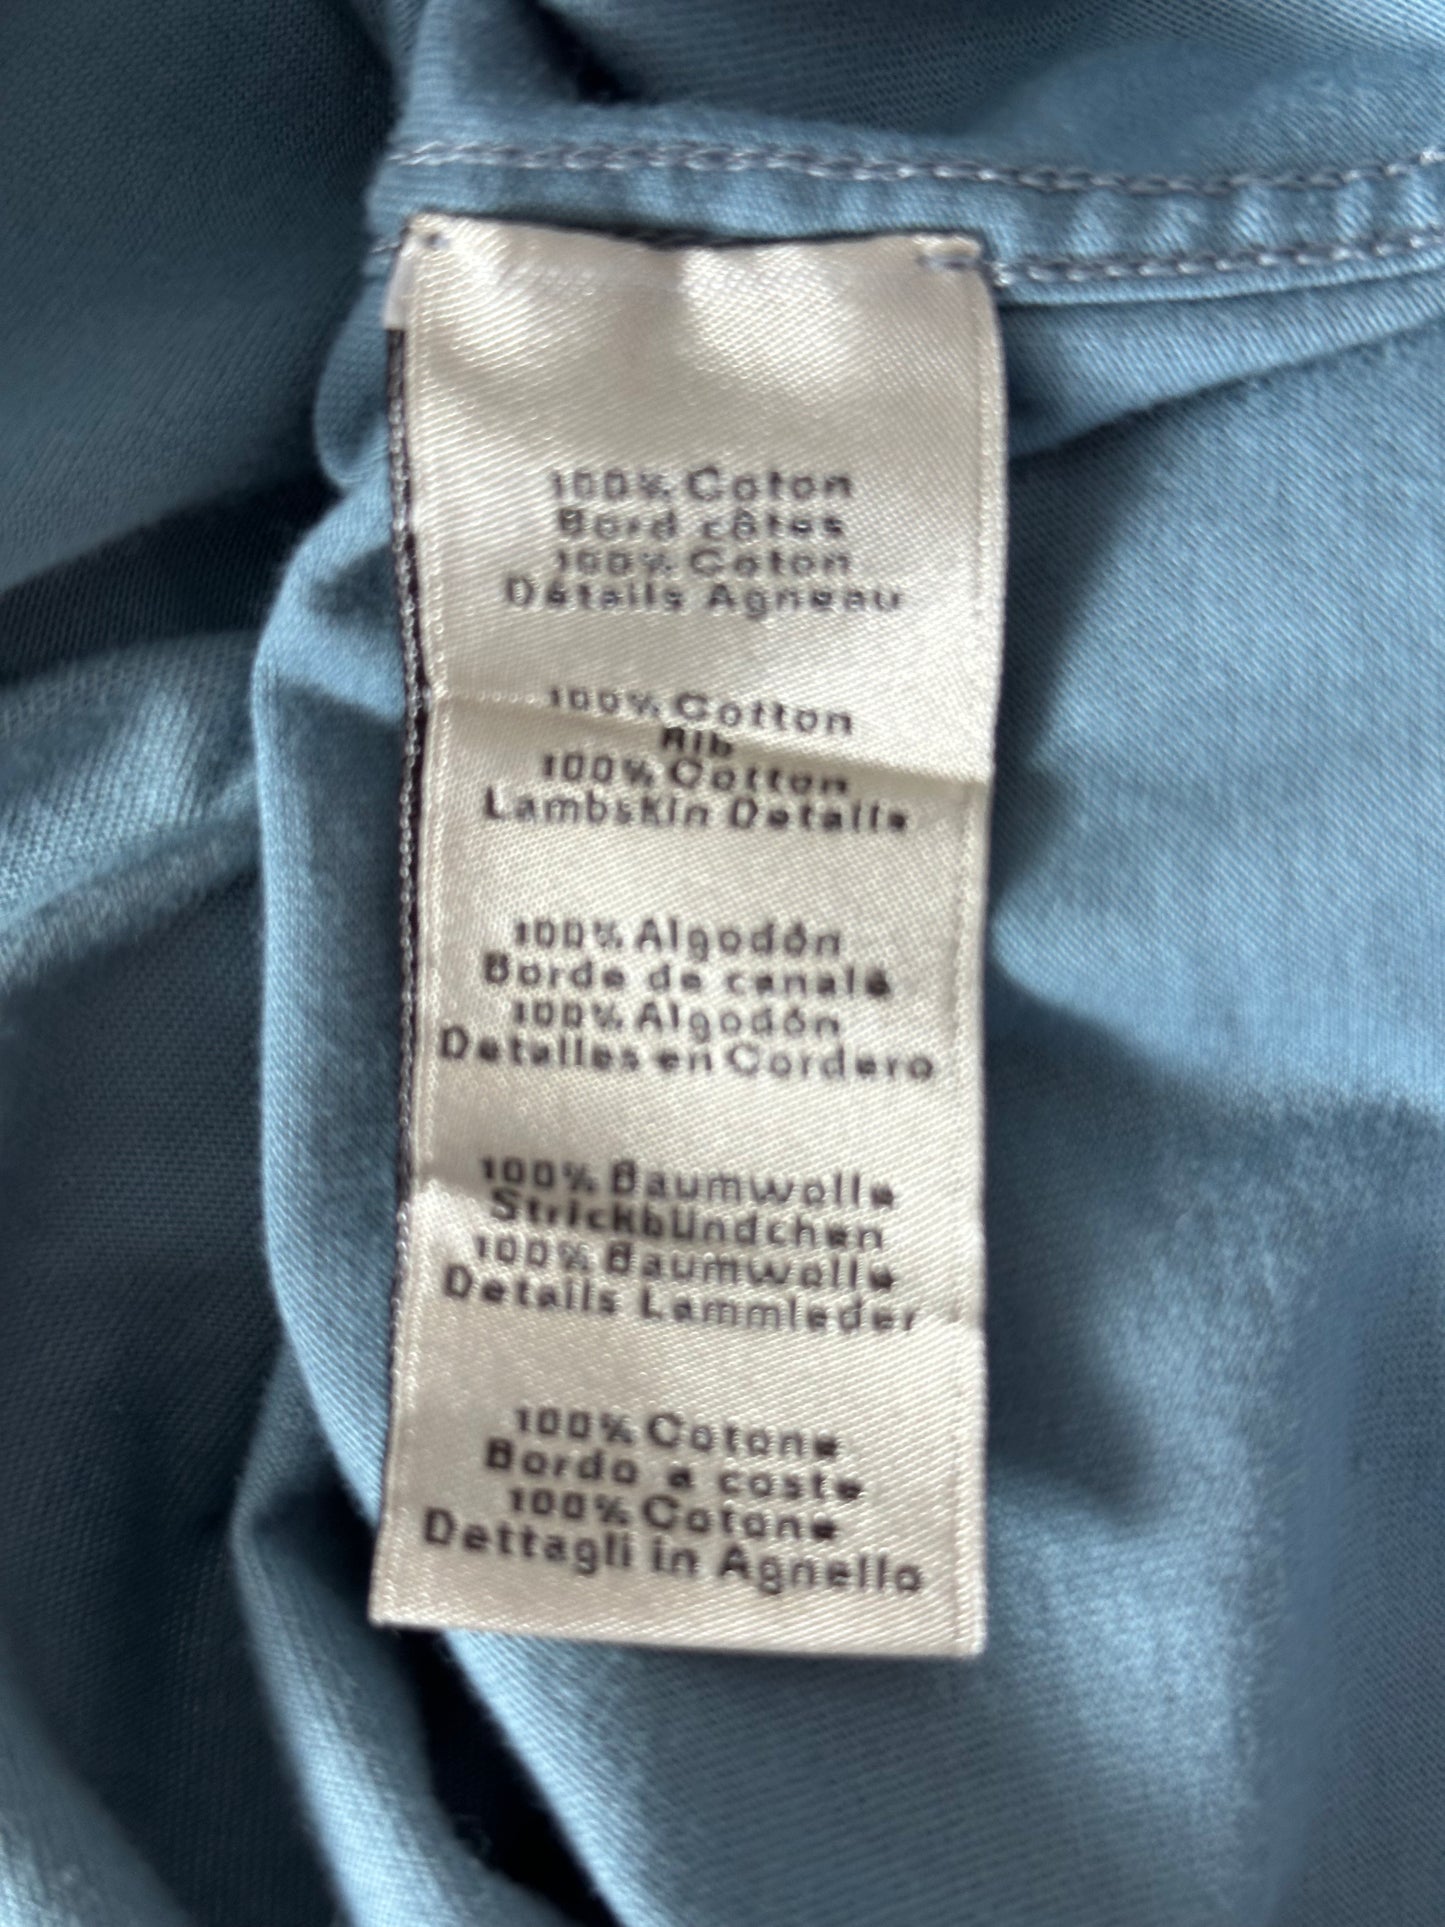 100% Coton
Bord côtes
100% Coton
Détails Agneau
100% Cotton
Rib
100% Cotton
Lambskin Details
100% Algodón
Borde de canalé
100% Algodón
Detalles en Cordero
100% Baumwolle
Strickbündchen
100% Baumwolle
Details Lammleder
100% Cotone
Bordo a coste
100% Cotone
Dettagli in Agnello